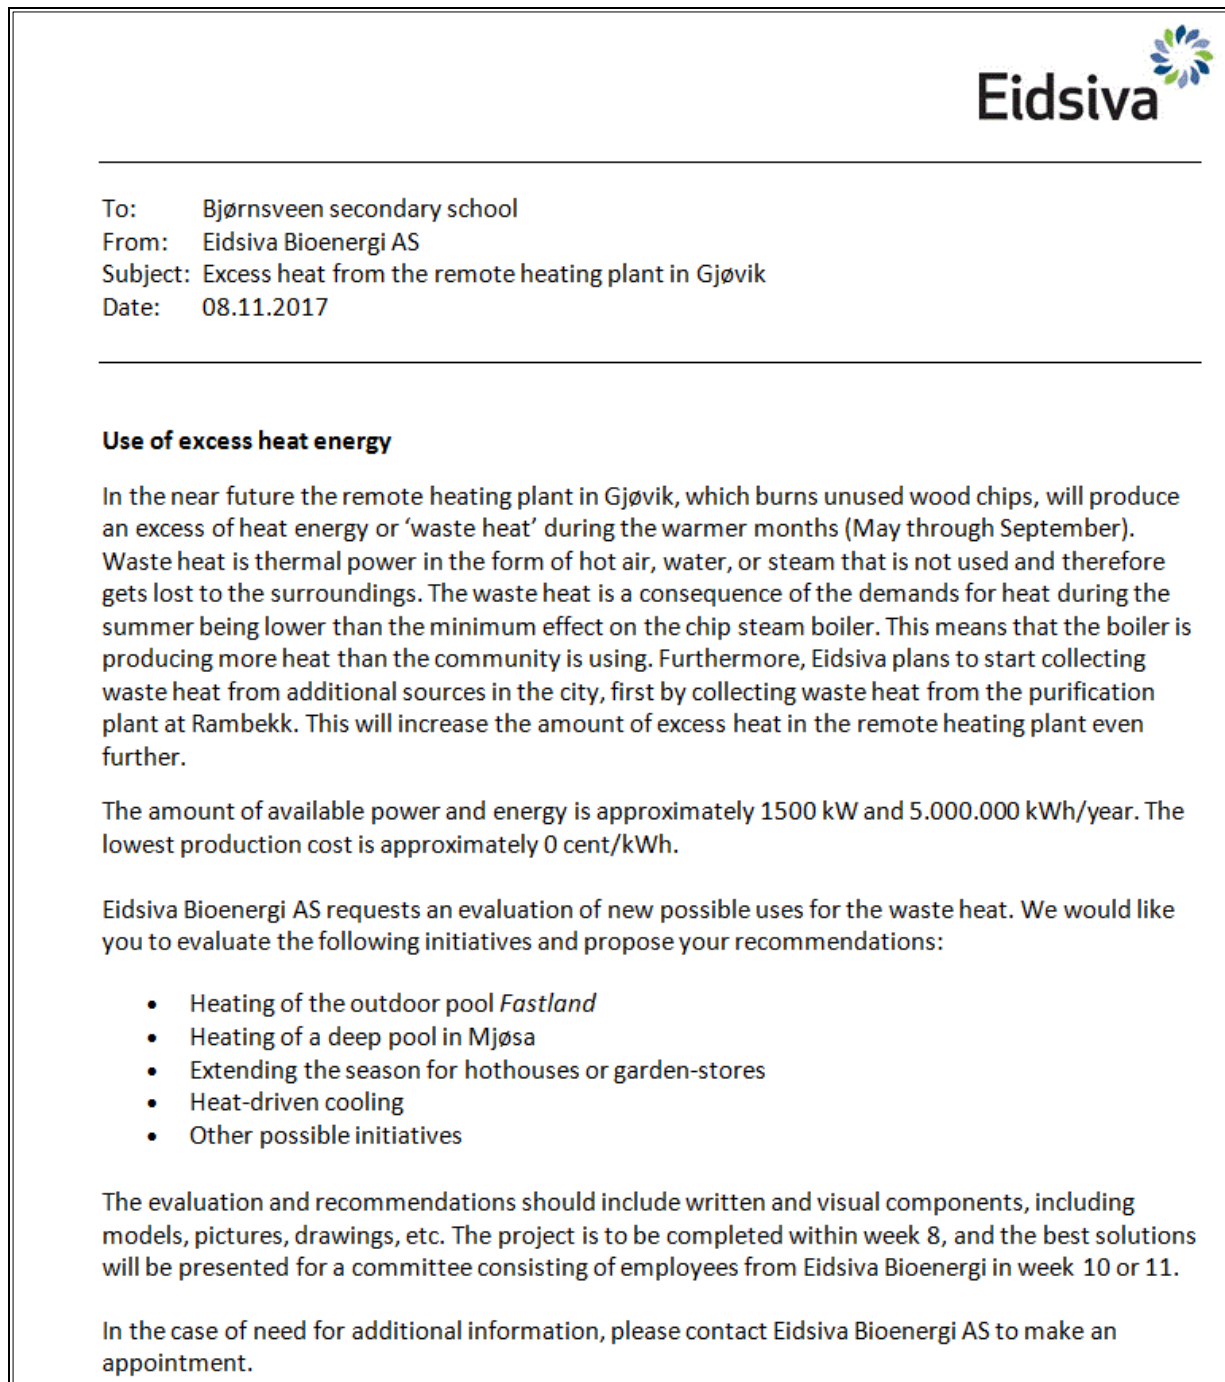 Eidsiva
To: Bjørnsveen secondary school
From: Eidsiva Bioenergi AS
Subject: Excess heat from the remote heating plant in Gjøvik
Date: 08.11.2017
Use of excess heat energy
In the near future the remote heating plant in Gjøvik, which burns unused wood chips, will produce
an excess of heat energy or ‘waste heat’ during the warmer months (May through September).
Waste heat is thermal power in the form of hot air, water, or steam that is not used and therefore
gets lost to the surroundings. The waste heat is a consequence of the demands for heat during the
summer being lower than the minimum effect on the chip steam boiler. This means that the boiler is
producing more heat than the community is using. Furthermore, Eidsiva plans to start collecting
waste heat from additional sources in the city, first by collecting waste heat from the purification
plant at Rambekk. This will increase the amount of excess heat in the remote heating plant even
further.
The amount of available power and energy is approximately 1500 kW and 5.000.000 kWh/year. The
lowest production cost is approximately 0 cent/kWh.
Eidsiva Bioenergi AS requests an evaluation of new possible uses for the waste heat. We would like
you to evaluate the following initiatives and propose your recommendations:
• Heating of the outdoor pool Fastland
• Heating of a deep pool in Mjøsa
• Extending the season for hothouses or garden-stores
• Heat-driven cooling
• Other possible initiatives
The evaluation and recommendations should include written and visual components, including
models, pictures, drawings, etc. The project is to be completed within week 8, and the best solutions
will be presented for a committee consisting of employees from Eidsiva Bioenergi in week 10 or 11.
In the case of need for additional information, please contact Eidsiva Bioenergi AS to make an
appointment.